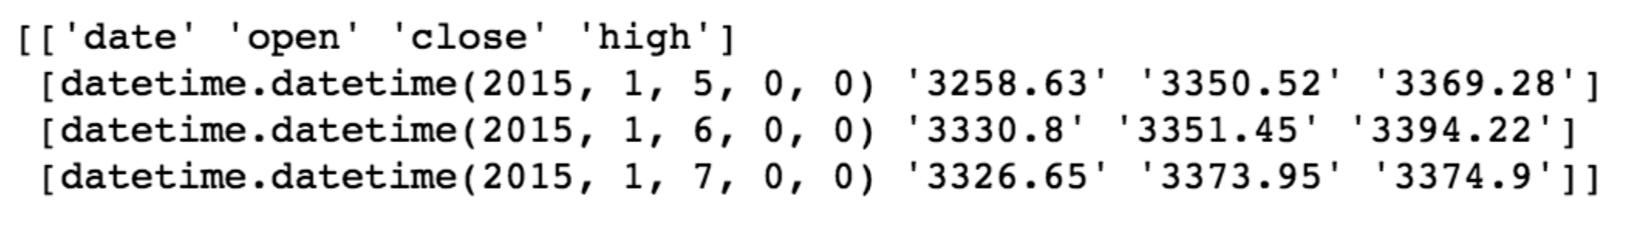 [['date' 'open' 'close' 'high']
[datetime.datetime(2015, 1, 5, 0, 0) '3258.63' '3350.52' '3369.28']
[datetime.datetime(2015, 1, 6, 0, 0) '3330.8' '3351.45' '3394.22']
[datetime.datetime(2015, 1, 7, 0, 0) '3326.65' '3373.95' '3374.9']]